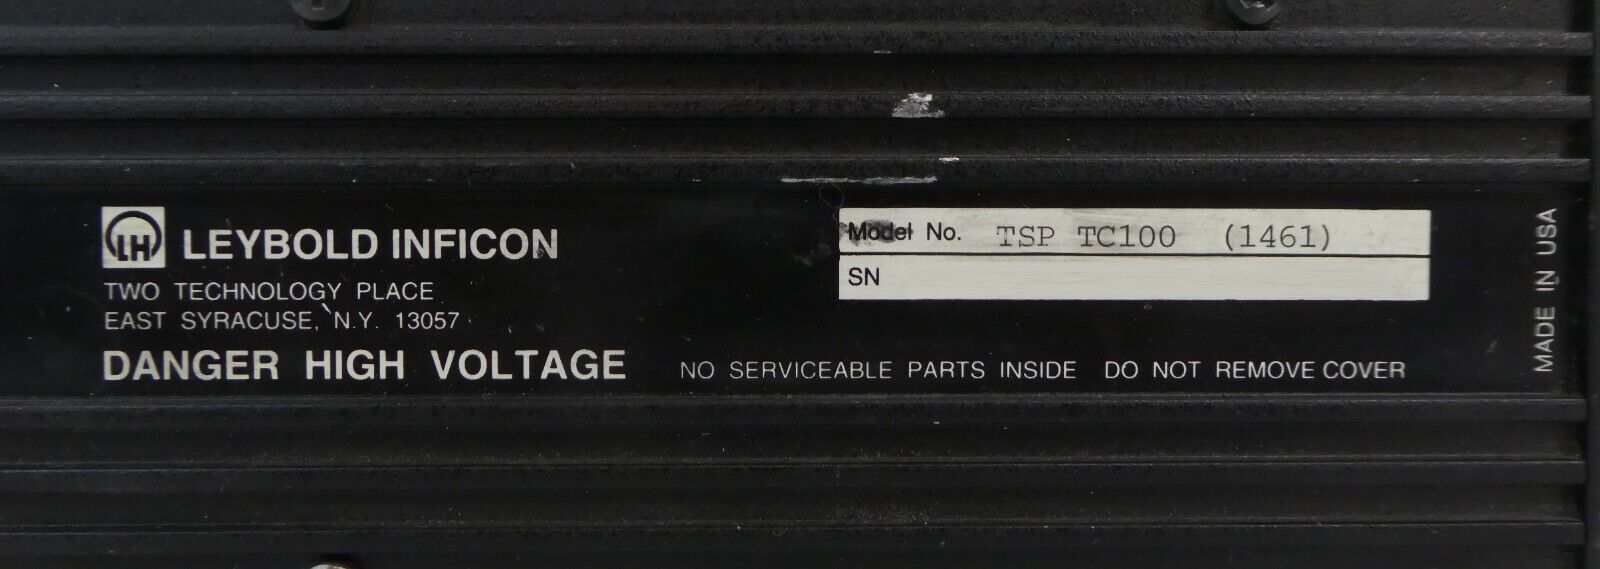 LH LEYBOLD INFICON
TWO TECHNOLOGY PLACE
EAST SYRACUSE, N.Y. 13057
DANGER HIGH VOLTAGE
NO SERVICEABLE PARTS INSIDE DO NOT REMOVE COVER
Model No. TSP TC100 (1461)
SN
MADE IN USA